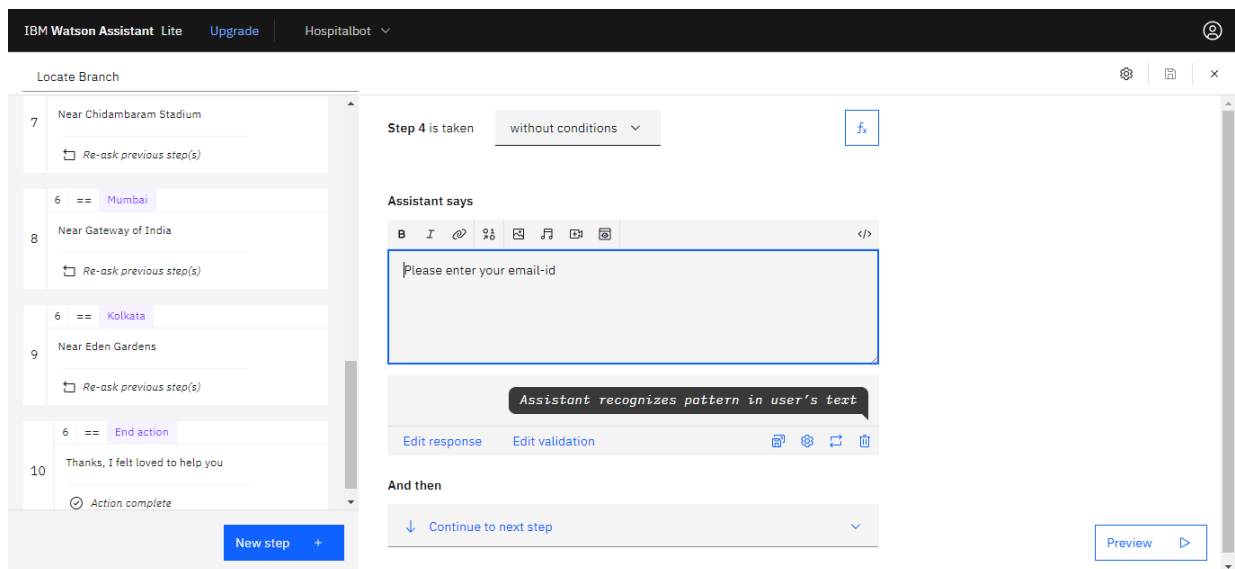 IBM Watson Assistant Lite Upgrade Hospitalbot
Locate Branch
7 Near Chidambaram Stadium
Re-ask previous step(s)
6 == Mumbai
8 Near Gateway of India
Re-ask previous step(s)
6 == Kolkata
9 Near Eden Gardens
Re-ask previous step(s)
6 == End action
10 Thanks, I felt loved to help you
Action complete
New step +
Step 4 is taken without conditions
fx
Assistant says
B I </>
Please enter your email-id
Assistant recognizes pattern in user's text
Edit response Edit validation
And then
Continue to next step
Preview